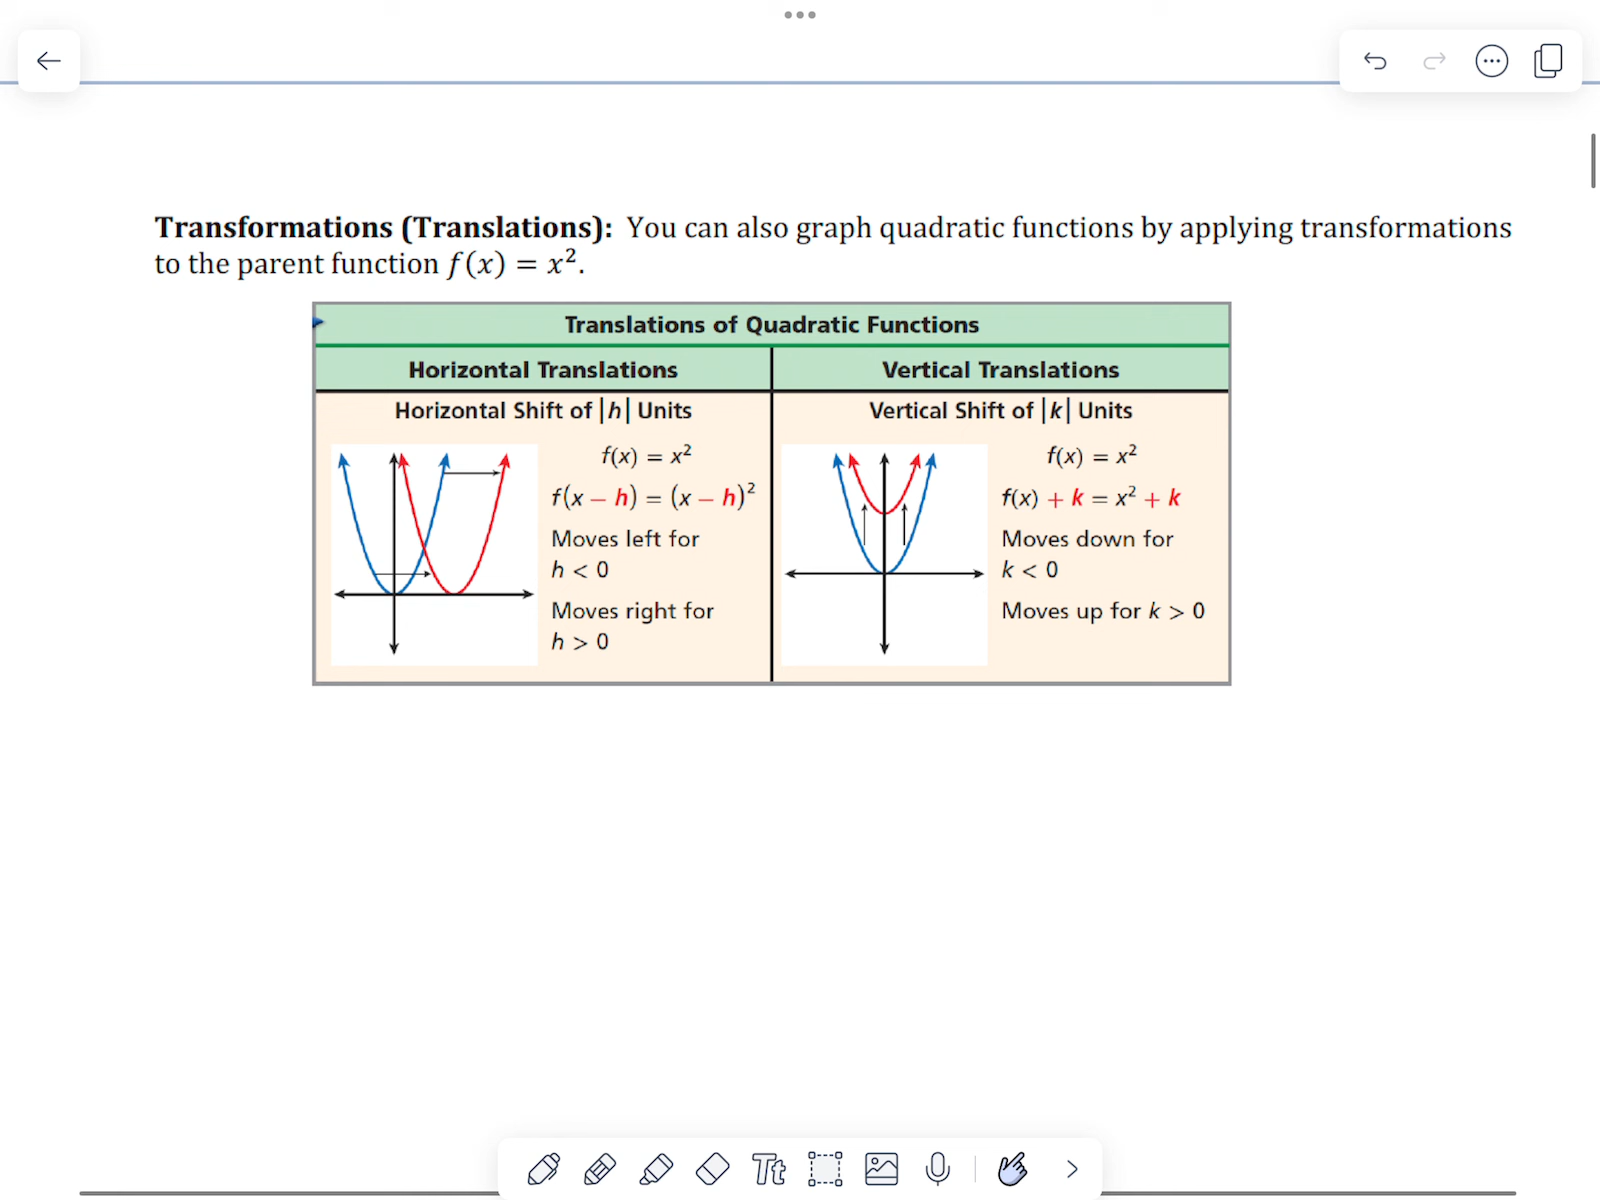 Transformations (Translations): You can also graph quadratic functions by applying transformations
to the parent function f(x) = x².
Translations of Quadratic Functions
Horizontal Translations
Horizontal Shift of |h| Units
f(x) = x²
f(x − h) = (x − h)²
Moves left for
h < 0
Moves right for
h > 0
Vertical Translations
Vertical Shift of |k| Units
f(x) = x²
f(x) + k = x² + k
Moves down for
k < 0
Moves up for k > 0
Tt